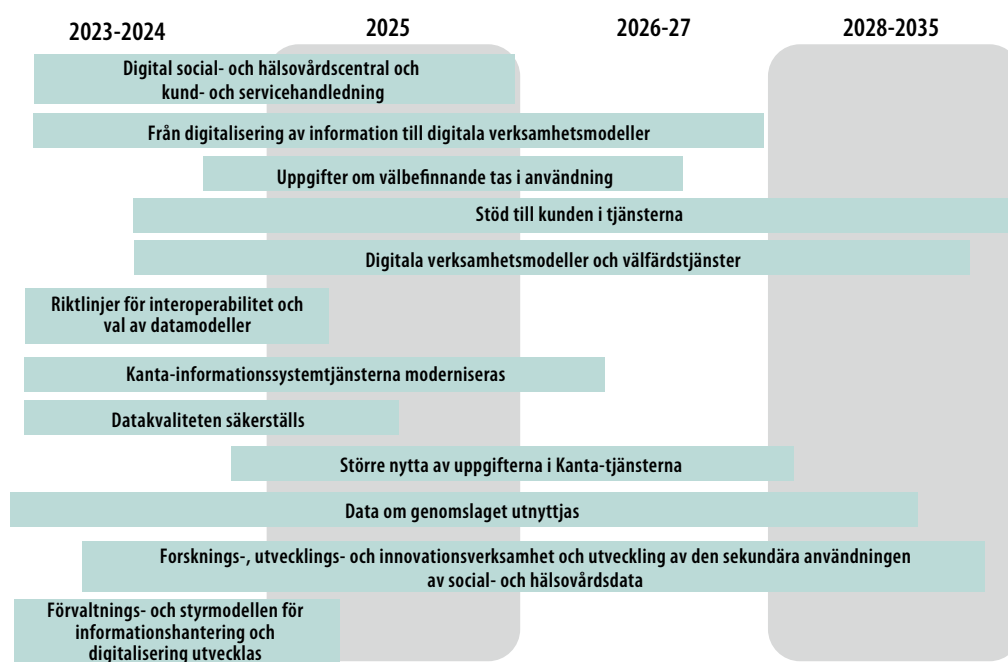 2023-2024
2025
2026-27
2028-2035
Digital social- och hälsovårdscentral och
kund- och servicehandledning
Från digitalisering av information till digitala verksamhetsmodeller
Uppgifter om välbefinnande tas i användning
Stöd till kunden i tjänsterna
Digitala verksamhetsmodeller och välfärdstjänster
Riktlinjer för interoperabilitet och
val av datamodeller
Kanta-informationssystemtjänsterna moderniseras
Datakvaliteten säkerställs
Större nytta av uppgifterna i Kanta-tjänsterna
Data om genomslaget utnyttjas
Forsknings-, utvecklings- och innovationsverksamhet och utveckling av den sekundära användningen
av social- och hälsovårdsdata
Förvaltnings- och styrmodellen för
informationshantering och
digitalisering utvecklas